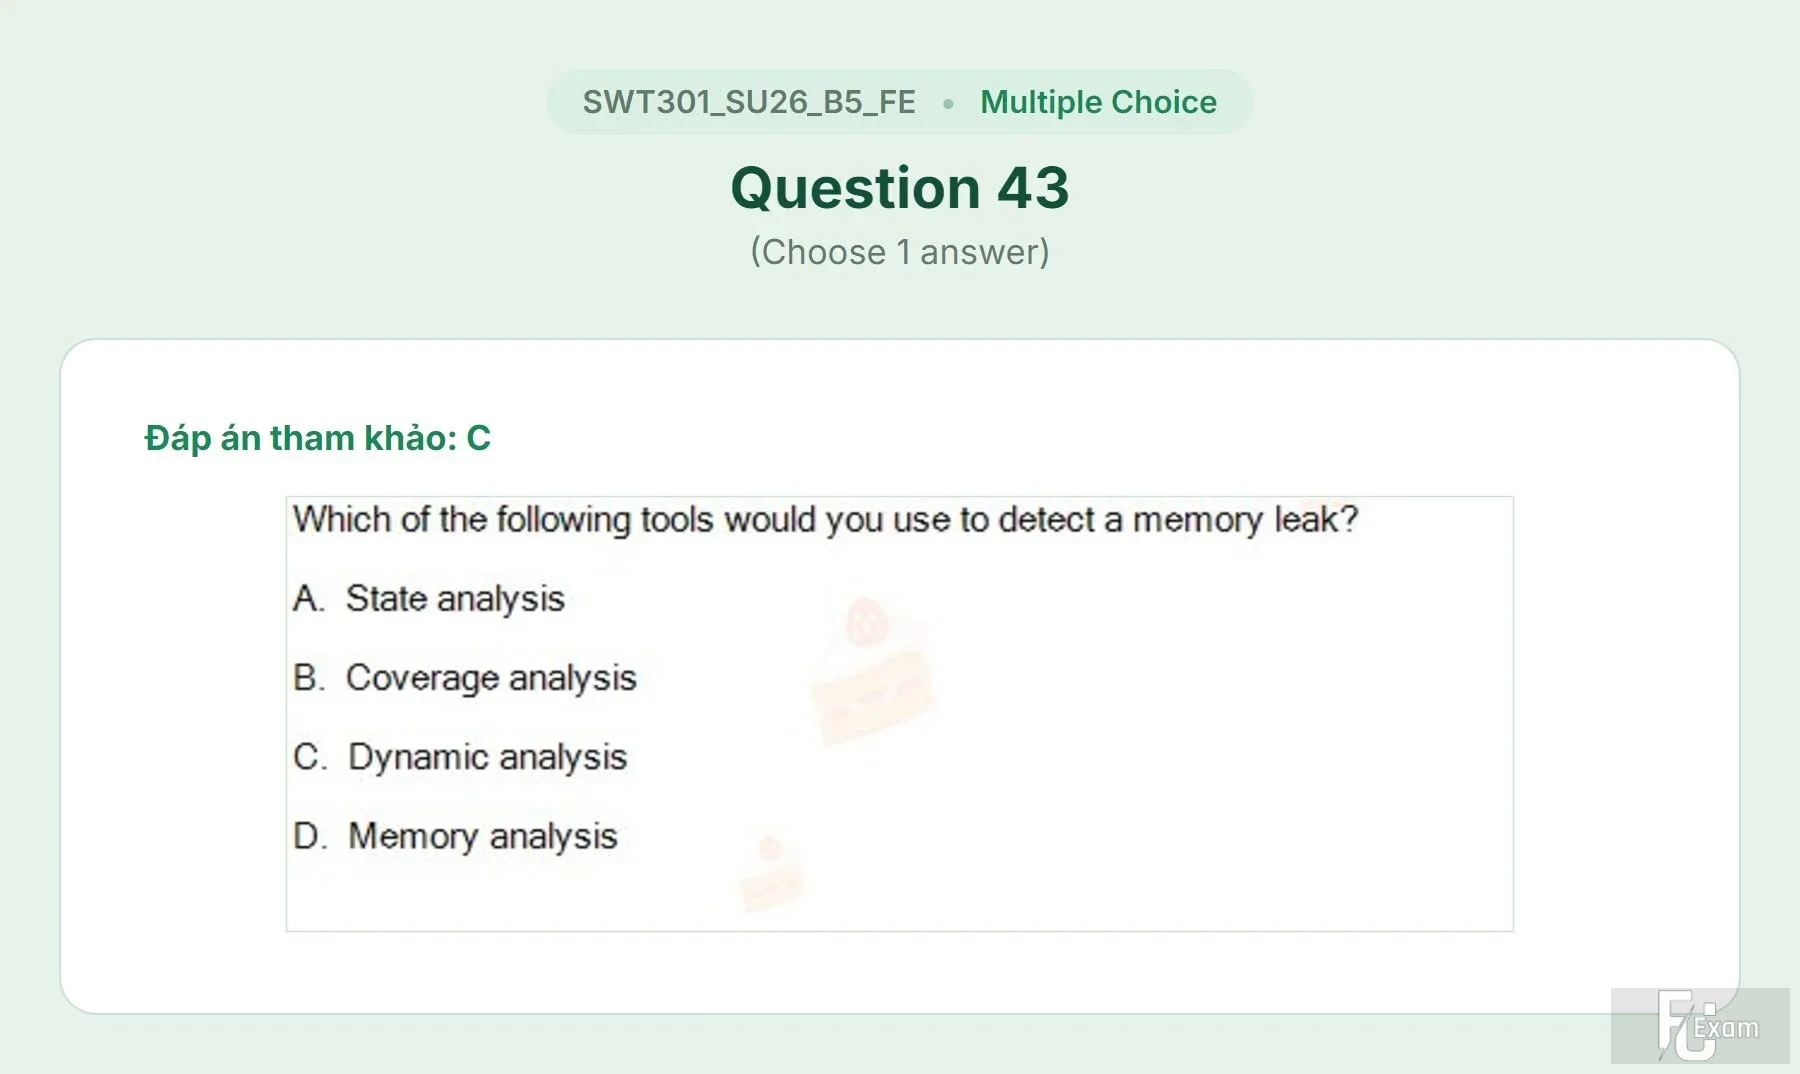 SWT301_SU26_B5_FE • Multiple Choice
Question 43
(Choose 1 answer)
Đáp án tham khảo: C
Which of the following tools would you use to detect a memory leak?
A. State analysis
B. Coverage analysis
C. Dynamic analysis
D. Memory analysis
FU Exam